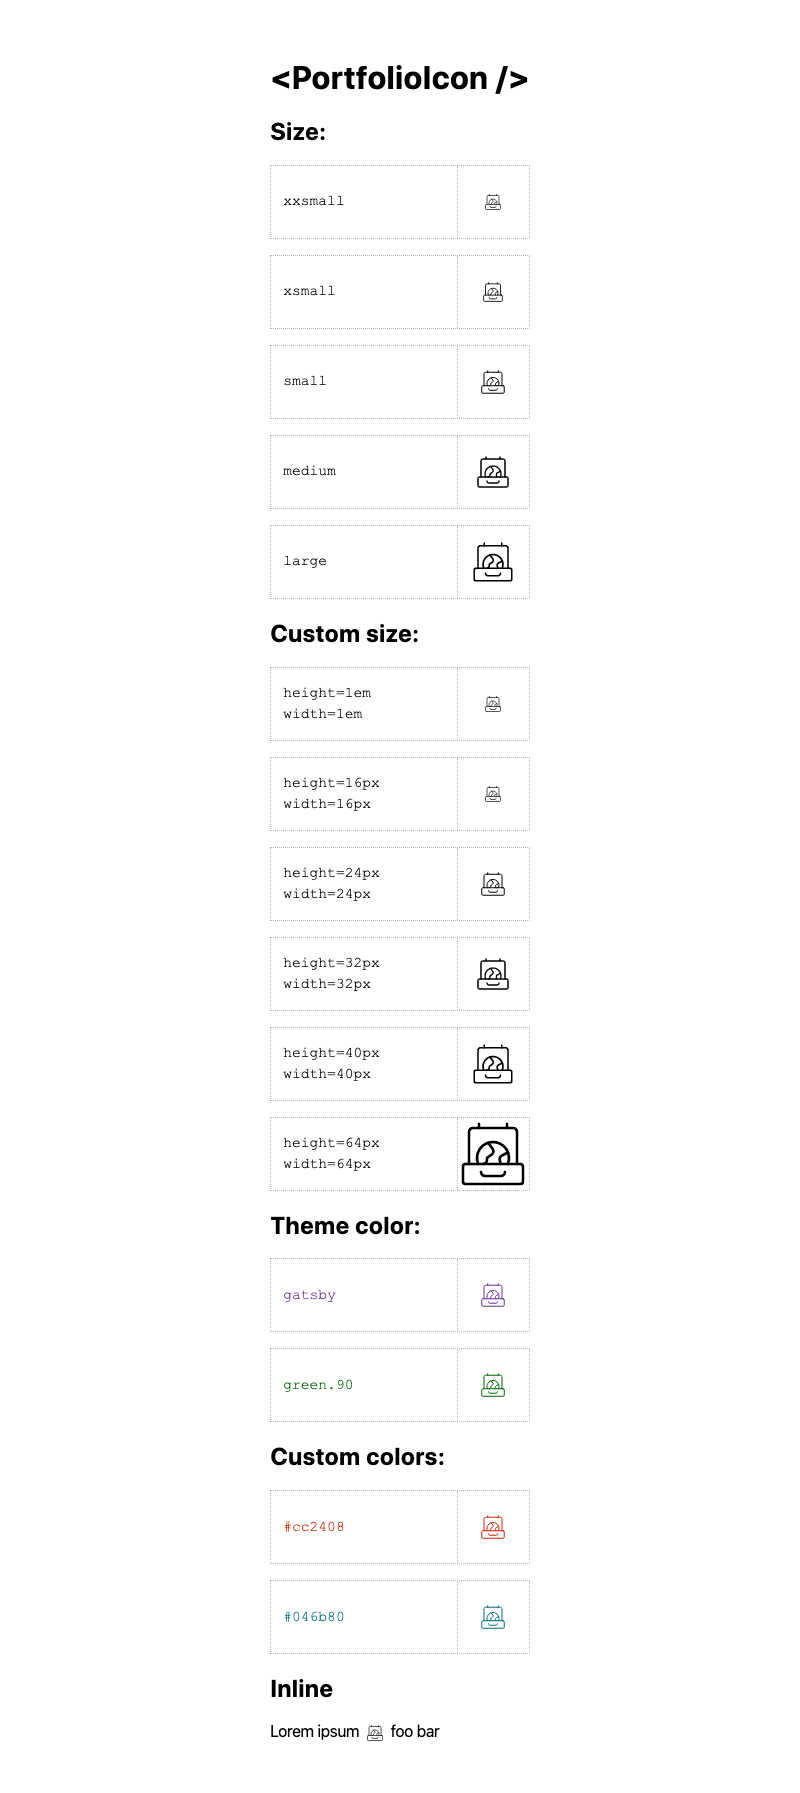 <PortfolioIcon />
Size:
xxsmall
xsmall
small
medium
large
Custom size:
height=1em
width=1em
height=16px
width=16px
height=24px
width=24px
height=32px
width=32px
height=40px
width=40px
height=64px
width=64px
Theme color:
gatsby
green.90
Custom colors:
#cc2408
#046b80
Inline
Lorem ipsum foo bar